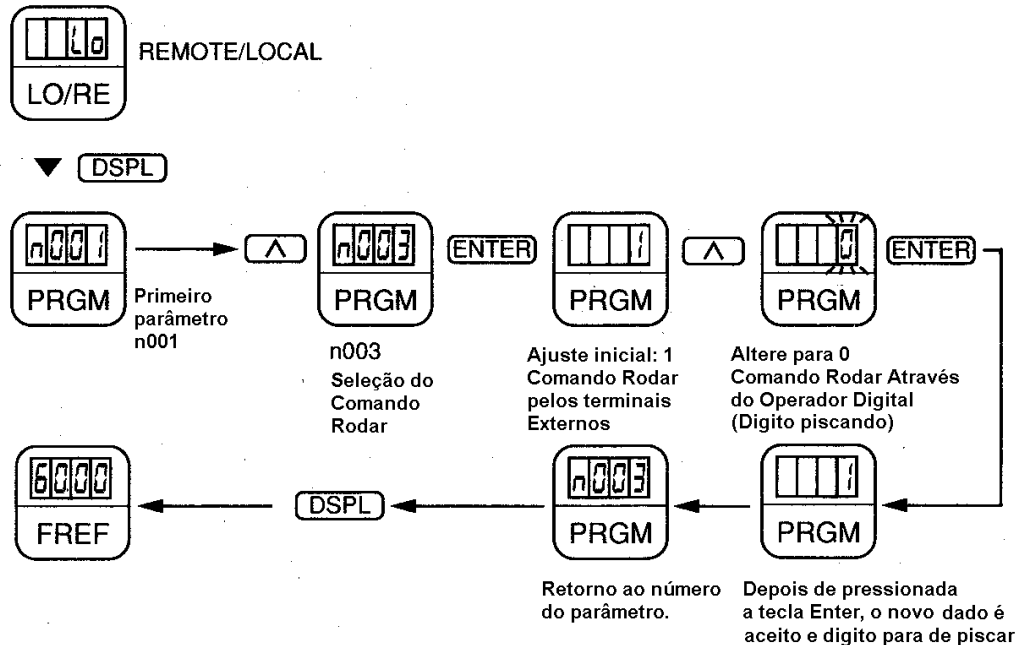 Lo
REMOTE/LOCAL
LO/RE
DSPL
n001
PRGM
Primeiro
parâmetro
n001
n003
PRGM
n003
Seleção do
Comando
Rodar
ENTER
1
PRGM
Ajuste inicial: 1
Comando Rodar
pelos terminais
Externos
0
PRGM
Altere para 0
Comando Rodar Através
do Operador Digital
(Digito piscando)
ENTER
1
PRGM
Depois de pressionada
a tecla Enter, o novo dado é
aceito e digito para de piscar
n003
PRGM
Retorno ao número
do parâmetro.
DSPL
60.00
FREF